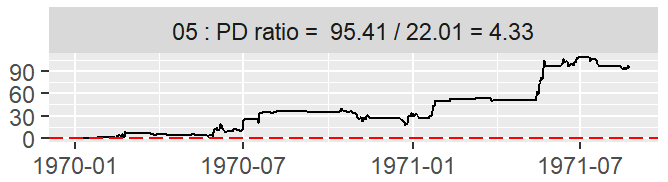 05 : PD ratio =  95.41 / 22.01 = 4.33
90
60
30
0
1970-01 1970-07 1971-01 1971-07